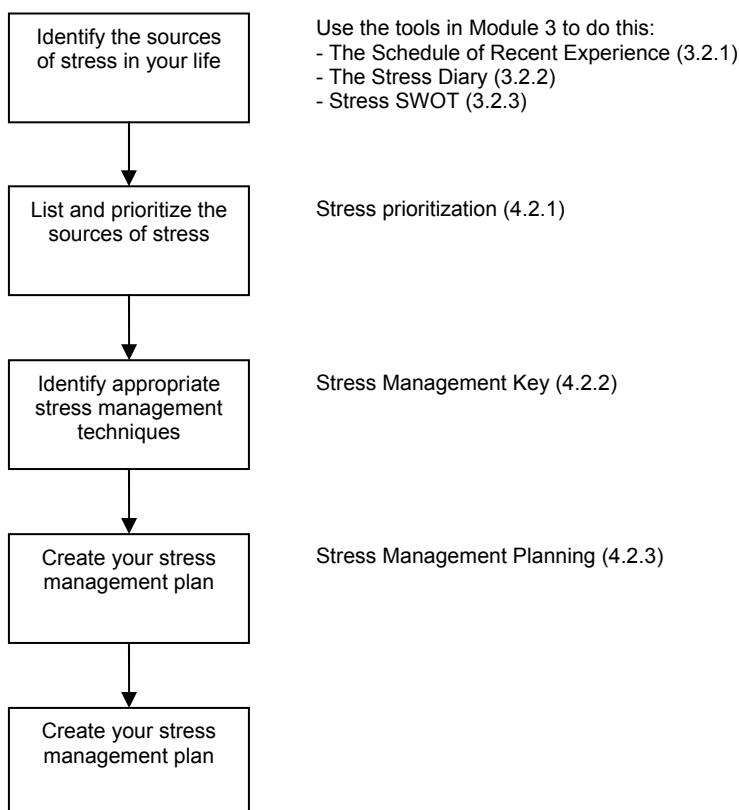 Identify the sources
of stress in your life
Use the tools in Module 3 to do this:
- The Schedule of Recent Experience (3.2.1)
- The Stress Diary (3.2.2)
- Stress SWOT (3.2.3)
List and prioritize the
sources of stress
Stress prioritization (4.2.1)
Identify appropriate
stress management
techniques
Stress Management Key (4.2.2)
Create your stress
management plan
Stress Management Planning (4.2.3)
Create your stress
management plan